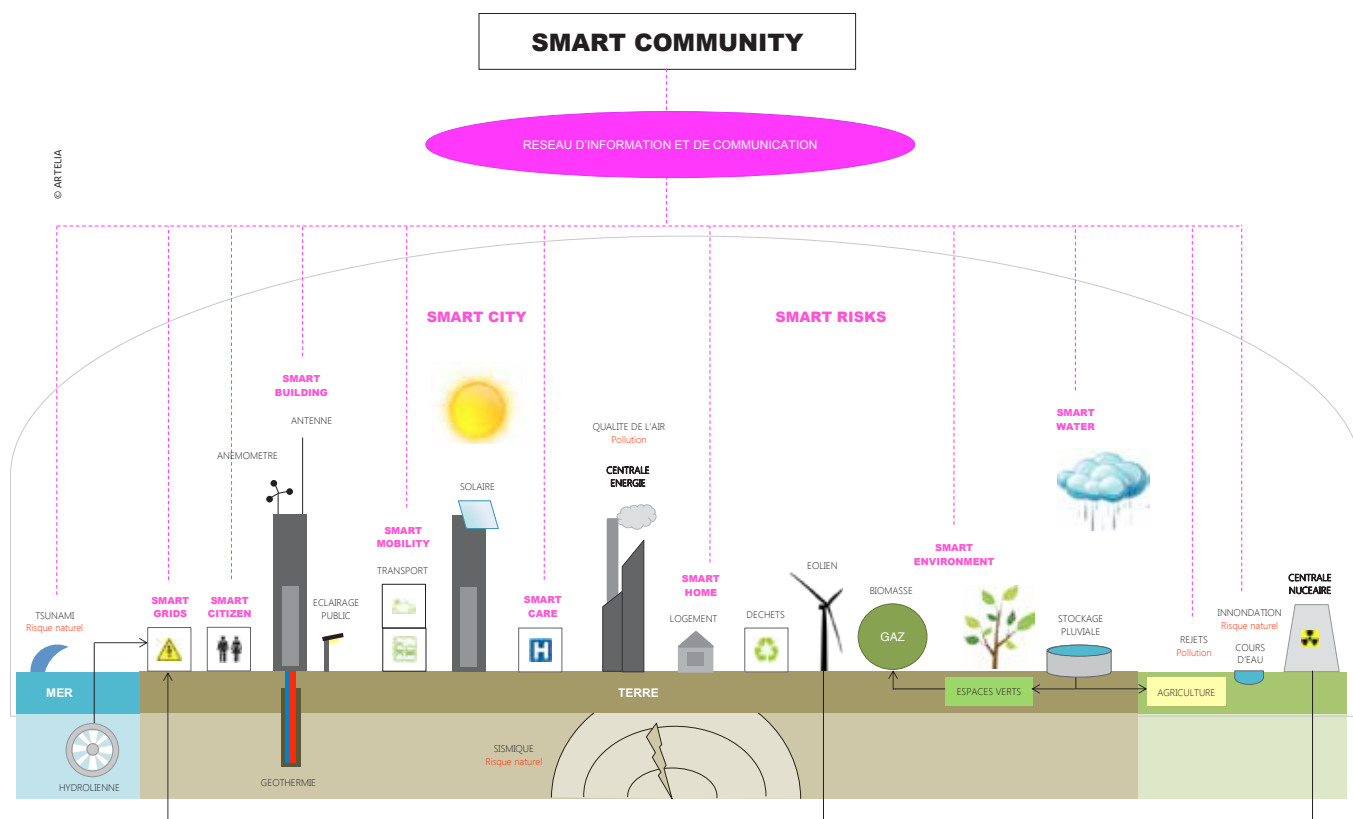 SMART COMMUNITY
RESEAU D'INFORMATION ET DE COMMUNICATION
© ARTELIA
SMART CITY
SMART RISKS
SMART
BUILDING
ANTENNE
ANEMOMETRE
SMART
WATER
QUALITE DE L'AIR
Pollution
CENTRALE
ENERGIE
SOLAIRE
SMART
MOBILITY
TRANSPORT
SMART
ENVIRONMENT
EOLIEN
BIOMASSE
GAZ
SMART
HOME
LOGEMENT
DECHETS
CENTRALE
NUCEAIRE
TSUNAMI
Risque naturel
SMART
GRIDS
SMART
CITIZEN
ECLAIRAGE
PUBLIC
SMART
CARE
H
STOCKAGE
PLUVIALE
REJETS
Pollution
INNONDATION
Risque naturel
COURS
D'EAU
MER
TERRE
ESPACES VERTS
AGRICULTURE
SISMIQUE
Risque naturel
HYDROLIENNE
GEOTHERMIE